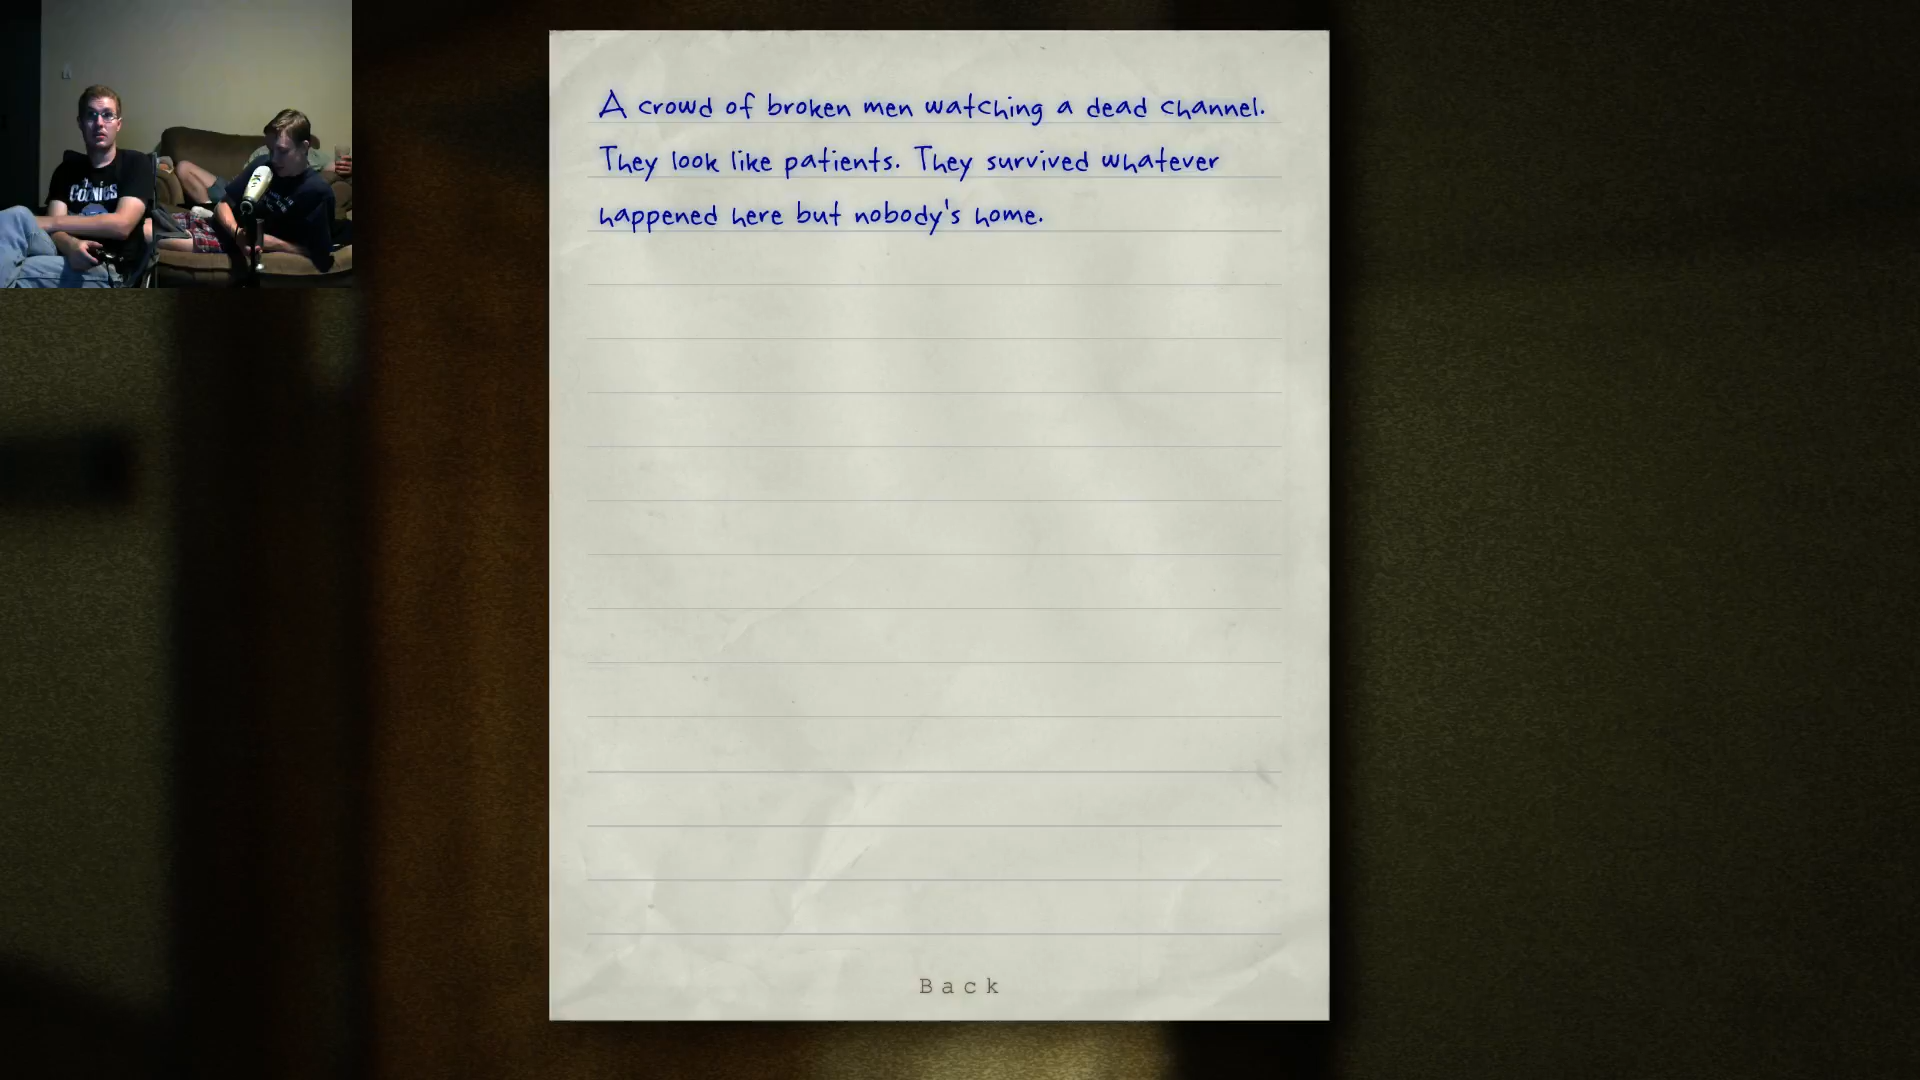 A crowd of broken men watching a dead channel.
They look like patients. They survived whatever
happened here but nobody's home.
Back